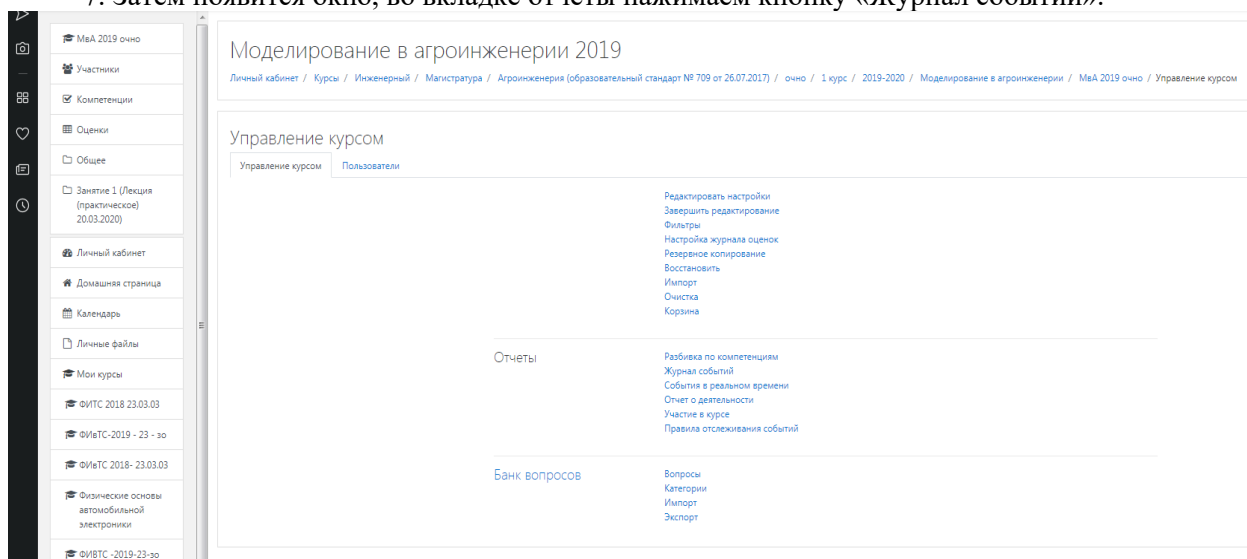 7. Затем появится окно, во вкладке отчеты нажимаем кнопку «Журнал событий».
МвА 2019 очно
Участники
Компетенции
Оценки
Общее
Занятие 1 (Лекция
(практическое)
20.03.2020)
Личный кабинет
Домашняя страница
Календарь
Личные файлы
Мои курсы
ФИТС 2018 23.03.03
ФИвТС-2019 - 23 - зо
ФИвТС 2018- 23.03.03
Физические основы
автомобильной
электроники
ФИВТС -2019-23-зо
Моделирование в агроинженерии 2019
Личный кабинет / Курсы / Инженерный / Магистратура / Агроинженерия (образовательный стандарт № 709 от 26.07.2017) / очно / 1 курс / 2019-2020 / Моделирование в агроинженерии / МвА 2019 очно / Управление курсом
Управление курсом
Управление курсом Пользователи
Редактировать настройки
Завершить редактирование
Фильтры
Настройка журнала оценок
Резервное копирование
Восстановить
Импорт
Очистка
Корзина
Отчеты
Разбивка по компетенциям
Журнал событий
События в реальном времени
Отчет о деятельности
Участие в курсе
Правила отслеживания событий
Банк вопросов
Вопросы
Категории
Импорт
Экспорт